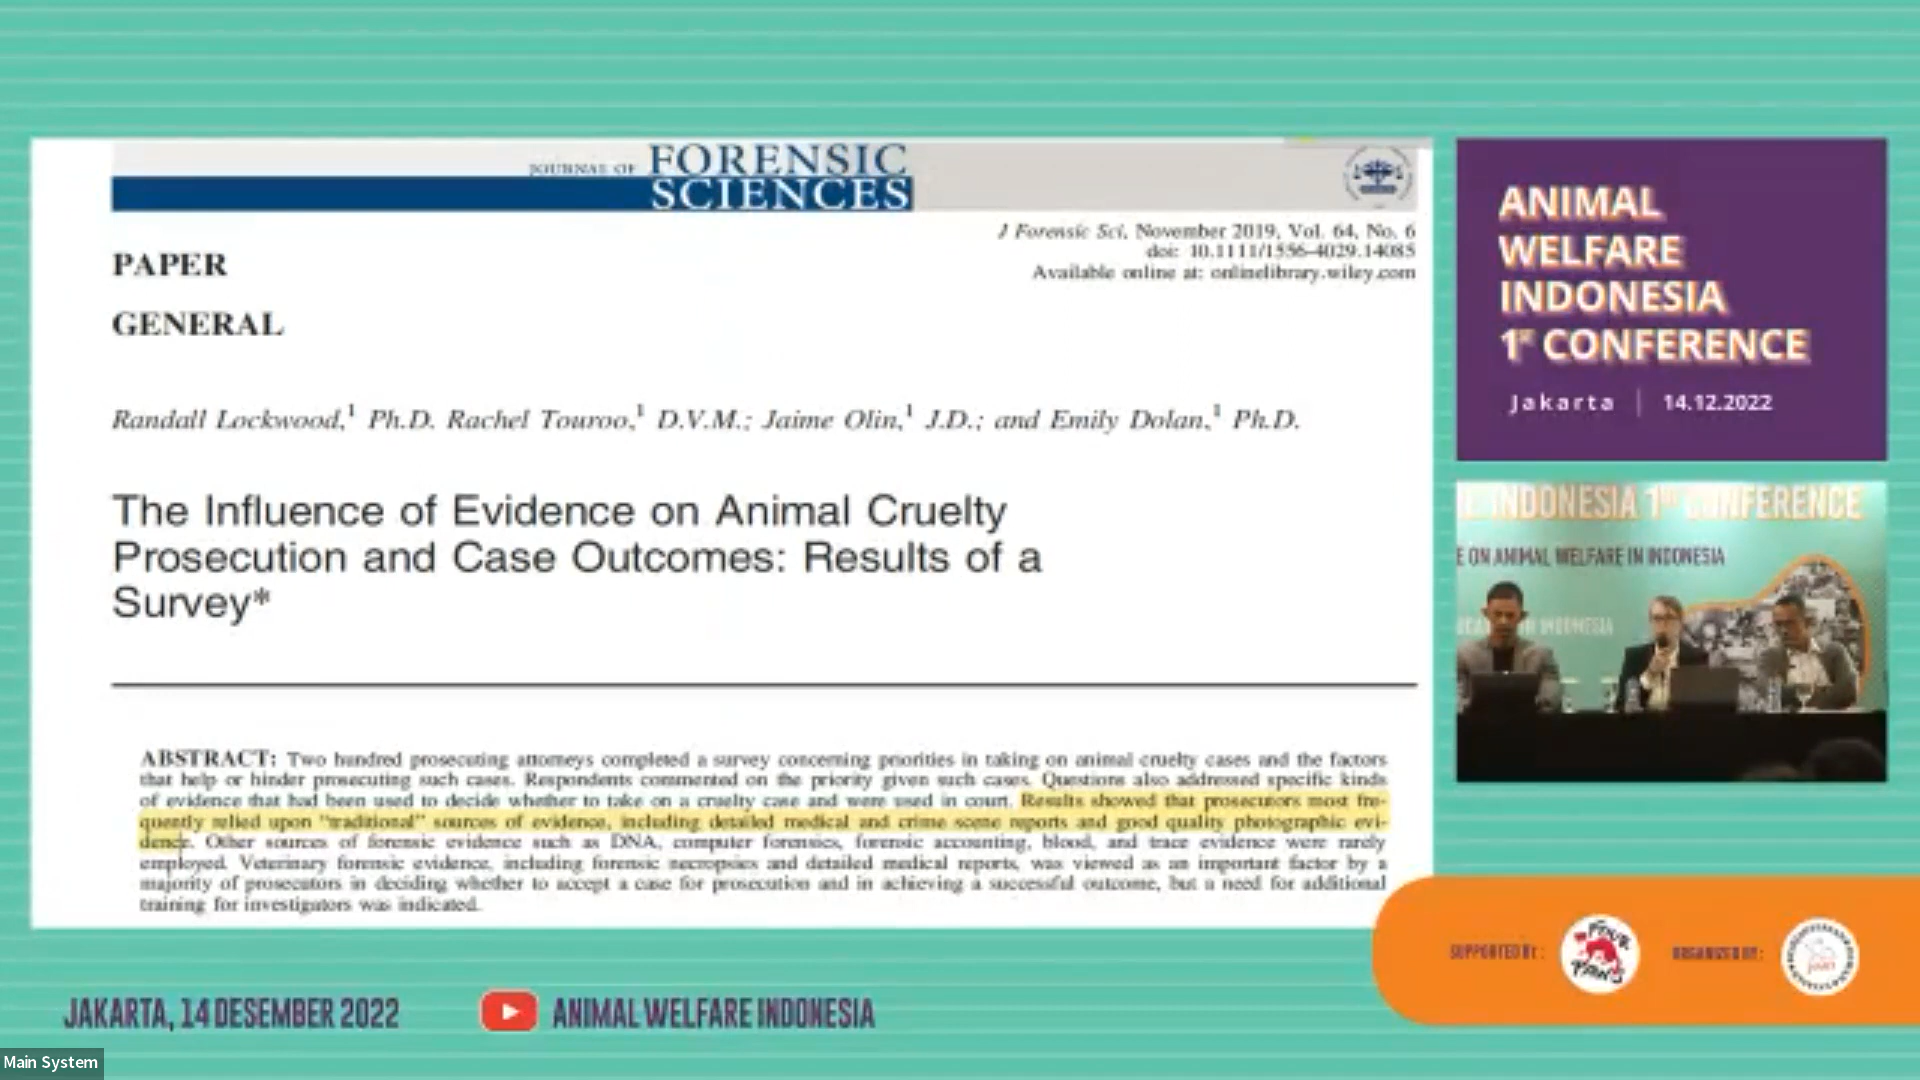 JOURNAL OF FORENSIC
SCIENCES
J Forensic Sci, November 2019, Vol. 64, No. 6
doi: 10.1111/1556-4029.14085
Available online at: onlinelibrary.wiley.com
PAPER
GENERAL
Randall Lockwood,1 Ph.D. Rachel Touroo,1 D.V.M.; Jaime Olin,1 J.D.; and Emily Dolan,1 Ph.D.
The Influence of Evidence on Animal Cruelty
Prosecution and Case Outcomes: Results of a
Survey*
ABSTRACT: Two hundred prosecuting attorneys completed a survey concerning priorities in taking on animal cruelty cases and the factors
that help or hinder prosecuting such cases. Respondents commented on the priority given such cases. Questions also addressed specific kinds
of evidence that had been used to decide whether to take on a cruelty case and were used in court. Results showed that prosecutors most fre-
quently relied upon "traditional" sources of evidence, including detailed medical and crime scene reports and good quality photographic evi-
dence. Other sources of forensic evidence such as DNA, computer forensics, forensic accounting, blood, and trace evidence were rarely
employed. Veterinary forensic evidence, including forensic necropsies and detailed medical reports, was viewed as an important factor by a
majority of prosecutors in deciding whether to accept a case for prosecution and in achieving a successful outcome, but a need for additional
training for investigators was indicated.
ANIMAL
WELFARE
INDONESIA
1st CONFERENCE
Jakarta | 14.12.2022
INDONESIA 1st CONFERENCE
E ON ANIMAL WELFARE IN INDONESIA
INDONESIA
SUPPORTED BY :
FOUR
PAWS
ORGANIZED BY :
JAKARTA, 14 DESEMBER 2022
ANIMAL WELFARE INDONESIA
Main System